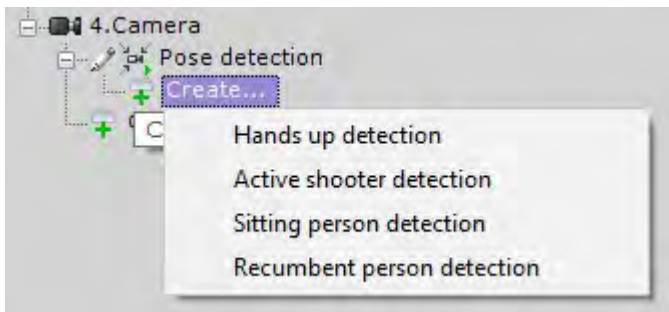 4.Camera
Pose detection
Create...
C
Hands up detection
Active shooter detection
Sitting person detection
Recumbent person detection